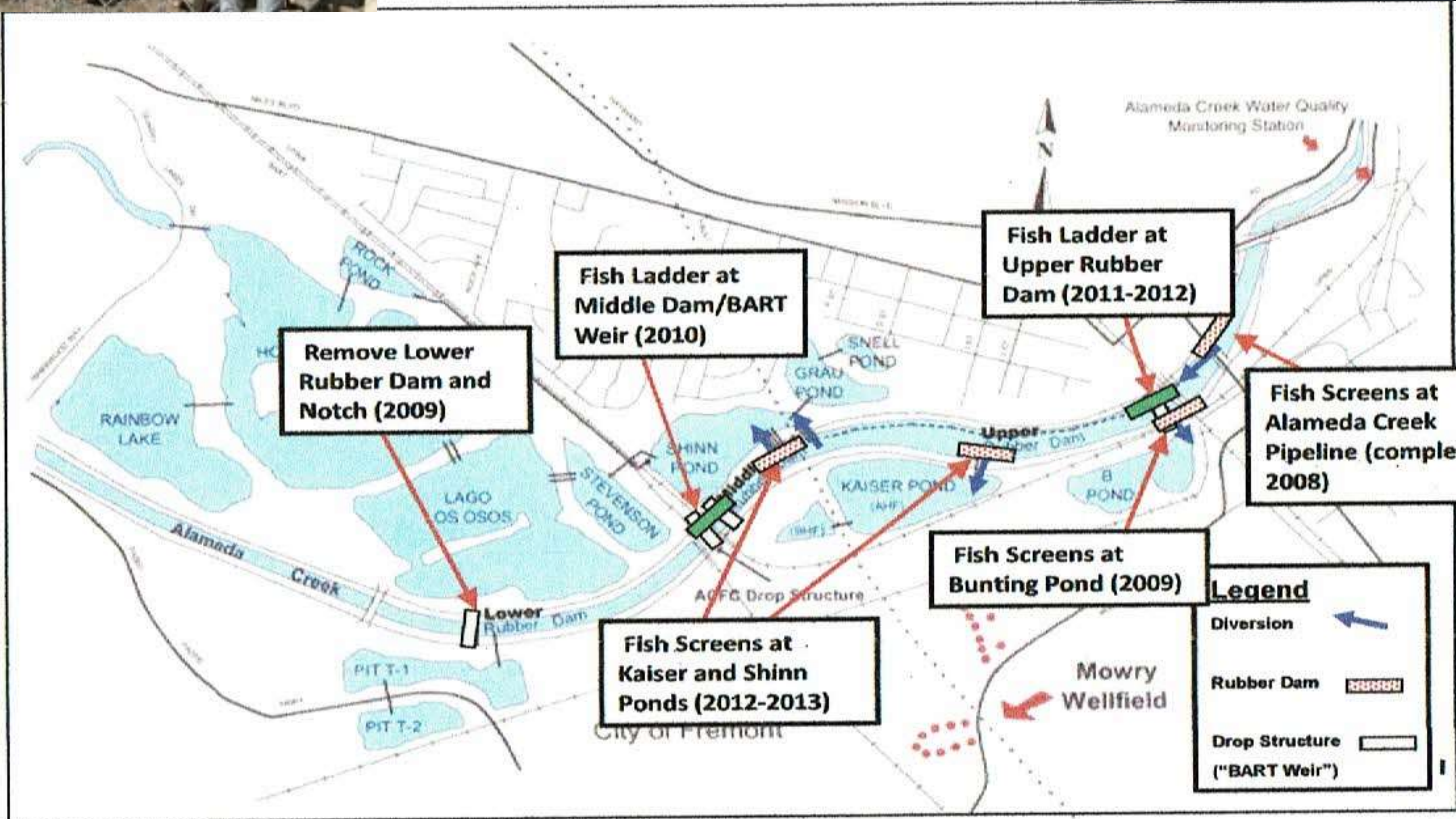 Alameda Creek Water Quality
Monitoring Station
N
Fish Ladder at
Upper Rubber
Dam (2011-2012)
Fish Ladder at
Middle Dam/BART
Weir (2010)
Remove Lower
Rubber Dam and
Notch (2009)
Fish Screens at
Alameda Creek
Pipeline (comple
2008)
ROCK
POND
HO
RAINBOW
LAKE
LAGO
OS OSOS
STEVENSON
POND
SHINN
POND
GRAU
POND
SNELL
POND
Middl
Rubb
Upper
Rubber Dam
KAISER POND
(AHF)
B
POND
Alameda Creek
Lower
Rubber Dam
ACFC Drop Structure
Fish Screens at
Bunting Pond (2009)
Fish Screens at
Kaiser and Shinn
Ponds (2012-2013)
PIT T-1
PIT T-2
City of Fremont
Mowry
Wellfield
Legend
Diversion
Rubber Dam
Drop Structure
("BART Weir")